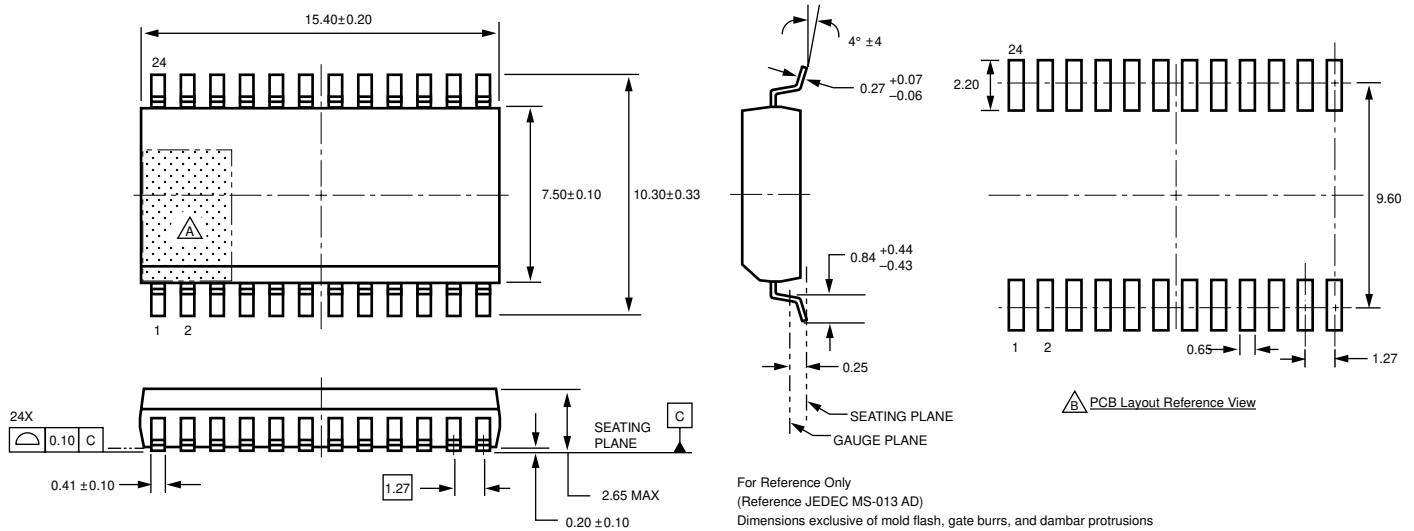 15.40±0.20
24
7.50±0.10
10.30±0.33
A
1 2
4° ±4
0.27 +0.07
−0.06
0.84 +0.44
−0.43
0.25
SEATING PLANE
GAUGE PLANE
24
2.20
9.60
1 2
0.65
1.27
B PCB Layout Reference View
24X
0.10 C
SEATING
PLANE
C
0.41 ±0.10
1.27
2.65 MAX
0.20 ±0.10
For Reference Only
(Reference JEDEC MS-013 AD)
Dimensions exclusive of mold flash, gate burrs, and dambar protrusions